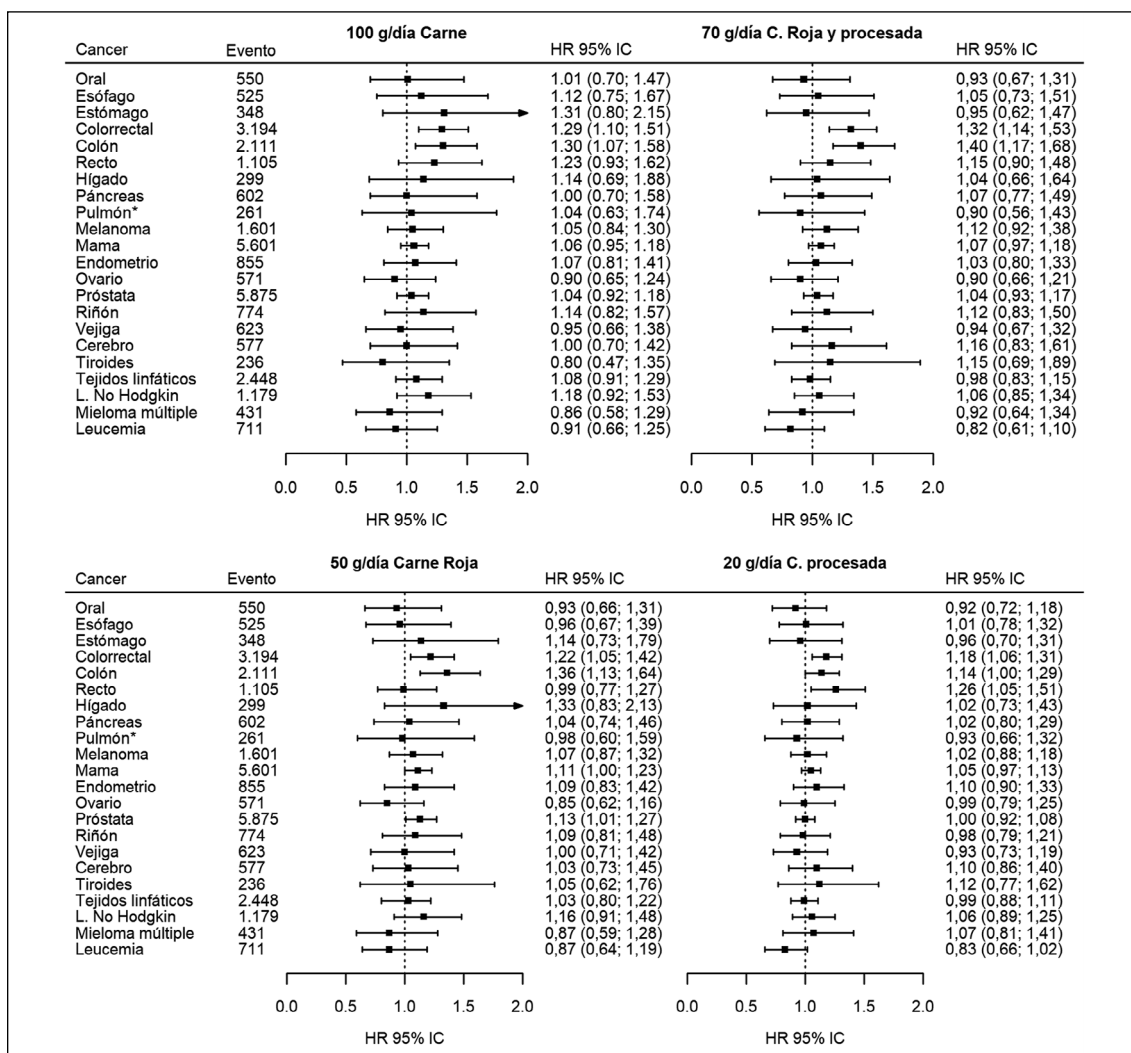 100 g/día Carne 70 g/día C. Roja y procesada
Cancer Evento HR 95% IC HR 95% IC
Oral 550 1.01 (0.70; 1.47) 0,93 (0,67; 1,31)
Esófago 525 1.12 (0.75; 1.67) 1,05 (0,73; 1,51)
Estómago 348 1.31 (0.80; 2.15) 0,95 (0,62; 1,47)
Colorrectal 3.194 1.29 (1.10; 1.51) 1,32 (1,14; 1,53)
Colón 2.111 1.30 (1.07; 1.58) 1,40 (1,17; 1,68)
Recto 1.105 1.23 (0.93; 1.62) 1,15 (0,90; 1,48)
Hígado 299 1.14 (0.69; 1.88) 1,04 (0,66; 1,64)
Páncreas 602 1.00 (0.70; 1.58) 1,07 (0,77; 1,49)
Pulmón* 261 1.04 (0.63; 1.74) 0,90 (0,56; 1,43)
Melanoma 1.601 1.05 (0.84; 1.30) 1,12 (0,92; 1,38)
Mama 5.601 1.06 (0.95; 1.18) 1,07 (0,97; 1,18)
Endometrio 855 1.07 (0.81; 1.41) 1,03 (0,80; 1,33)
Ovario 571 0.90 (0.65; 1.24) 0,90 (0,66; 1,21)
Próstata 5.875 1.04 (0.92; 1.18) 1,04 (0,93; 1,17)
Riñón 774 1.14 (0.82; 1.57) 1,12 (0,83; 1,50)
Vejiga 623 0.95 (0.66; 1.38) 0,94 (0,67; 1,32)
Cerebro 577 1.00 (0.70; 1.42) 1,16 (0,83; 1,61)
Tiroides 236 0.80 (0.47; 1.35) 1,15 (0,69; 1,89)
Tejidos linfáticos 2.448 1.08 (0.91; 1.29) 0,98 (0,83; 1,15)
L. No Hodgkin 1.179 1.18 (0.92; 1.53) 1,06 (0,85; 1,34)
Mieloma múltiple 431 0.86 (0.58; 1.29) 0,92 (0,64; 1,34)
Leucemia 711 0.91 (0.66; 1.25) 0,82 (0,61; 1,10)
0.0 0.5 1.0 1.5 2.0 0.0 0.5 1.0 1.5 2.0
HR 95% IC HR 95% IC
50 g/día Carne Roja 20 g/día C. procesada
Cancer Evento HR 95% IC HR 95% IC
Oral 550 0,93 (0,66; 1,31) 0,92 (0,72; 1,18)
Esófago 525 0,96 (0,67; 1,39) 1,01 (0,78; 1,32)
Estómago 348 1,14 (0,73; 1,79) 0,96 (0,70; 1,31)
Colorrectal 3.194 1,22 (1,05; 1,42) 1,18 (1,06; 1,31)
Colón 2.111 1,36 (1,13; 1,64) 1,14 (1,00; 1,29)
Recto 1.105 0,99 (0,77; 1,27) 1,26 (1,05; 1,51)
Hígado 299 1,33 (0,83; 2,13) 1,02 (0,73; 1,43)
Páncreas 602 1,04 (0,74; 1,46) 1,02 (0,80; 1,29)
Pulmón* 261 0,98 (0,60; 1,59) 0,93 (0,66; 1,32)
Melanoma 1.601 1,07 (0,87; 1,32) 1,02 (0,88; 1,18)
Mama 5.601 1,11 (1,00; 1,23) 1,05 (0,97; 1,13)
Endometrio 855 1,09 (0,83; 1,42) 1,10 (0,90; 1,33)
Ovario 571 0,85 (0,62; 1,16) 0,99 (0,79; 1,25)
Próstata 5.875 1,13 (1,01; 1,27) 1,00 (0,92; 1,08)
Riñón 774 1,09 (0,81; 1,48) 0,98 (0,79; 1,21)
Vejiga 623 1,00 (0,71; 1,42) 0,93 (0,73; 1,19)
Cerebro 577 1,03 (0,73; 1,45) 1,10 (0,86; 1,40)
Tiroides 236 1,05 (0,62; 1,76) 1,12 (0,77; 1,62)
Tejidos linfáticos 2.448 1,03 (0,80; 1,22) 0,99 (0,88; 1,11)
L. No Hodgkin 1.179 1,16 (0,91; 1,48) 1,06 (0,89; 1,25)
Mieloma múltiple 431 0,87 (0,59; 1,28) 1,07 (0,81; 1,41)
Leucemia 711 0,87 (0,64; 1,19) 0,83 (0,66; 1,02)
0.0 0.5 1.0 1.5 2.0 0.0 0.5 1.0 1.5 2.0
HR 95% IC HR 95% IC